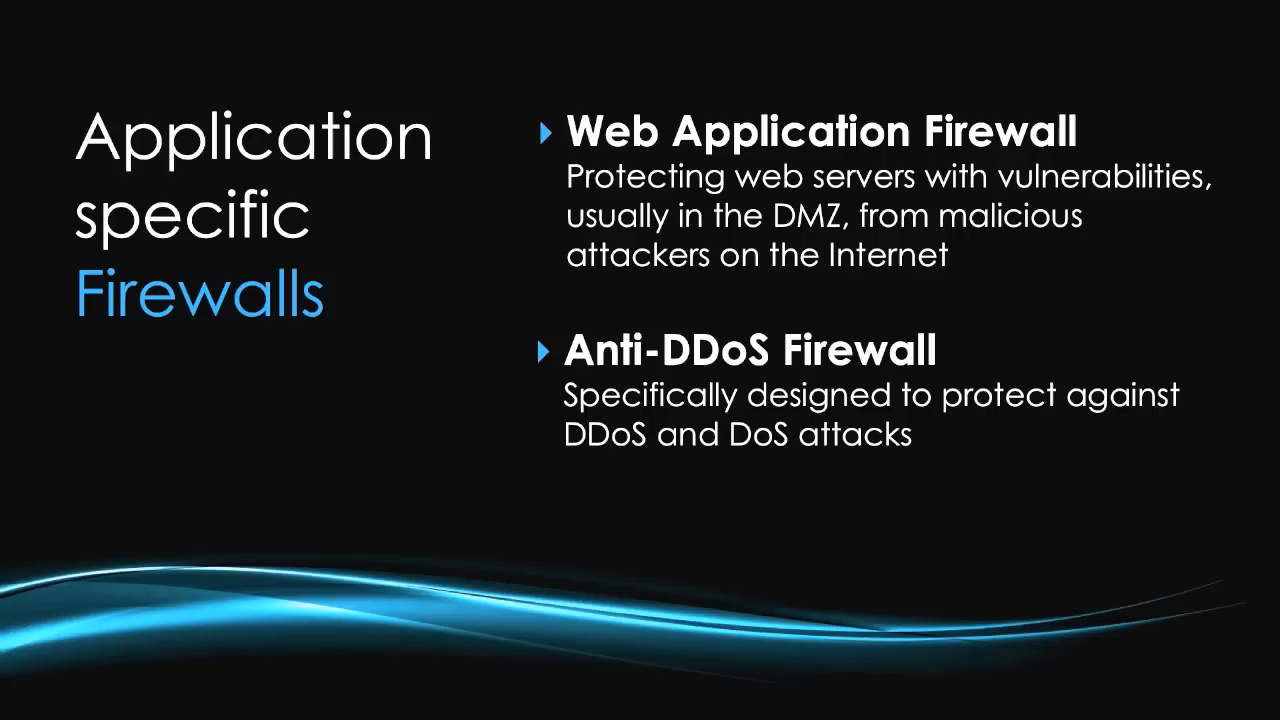 Application
specific
Firewalls
Web Application Firewall
Protecting web servers with vulnerabilities,
usually in the DMZ, from malicious
attackers on the Internet
Anti-DDoS Firewall
Specifically designed to protect against
DDoS and DoS attacks